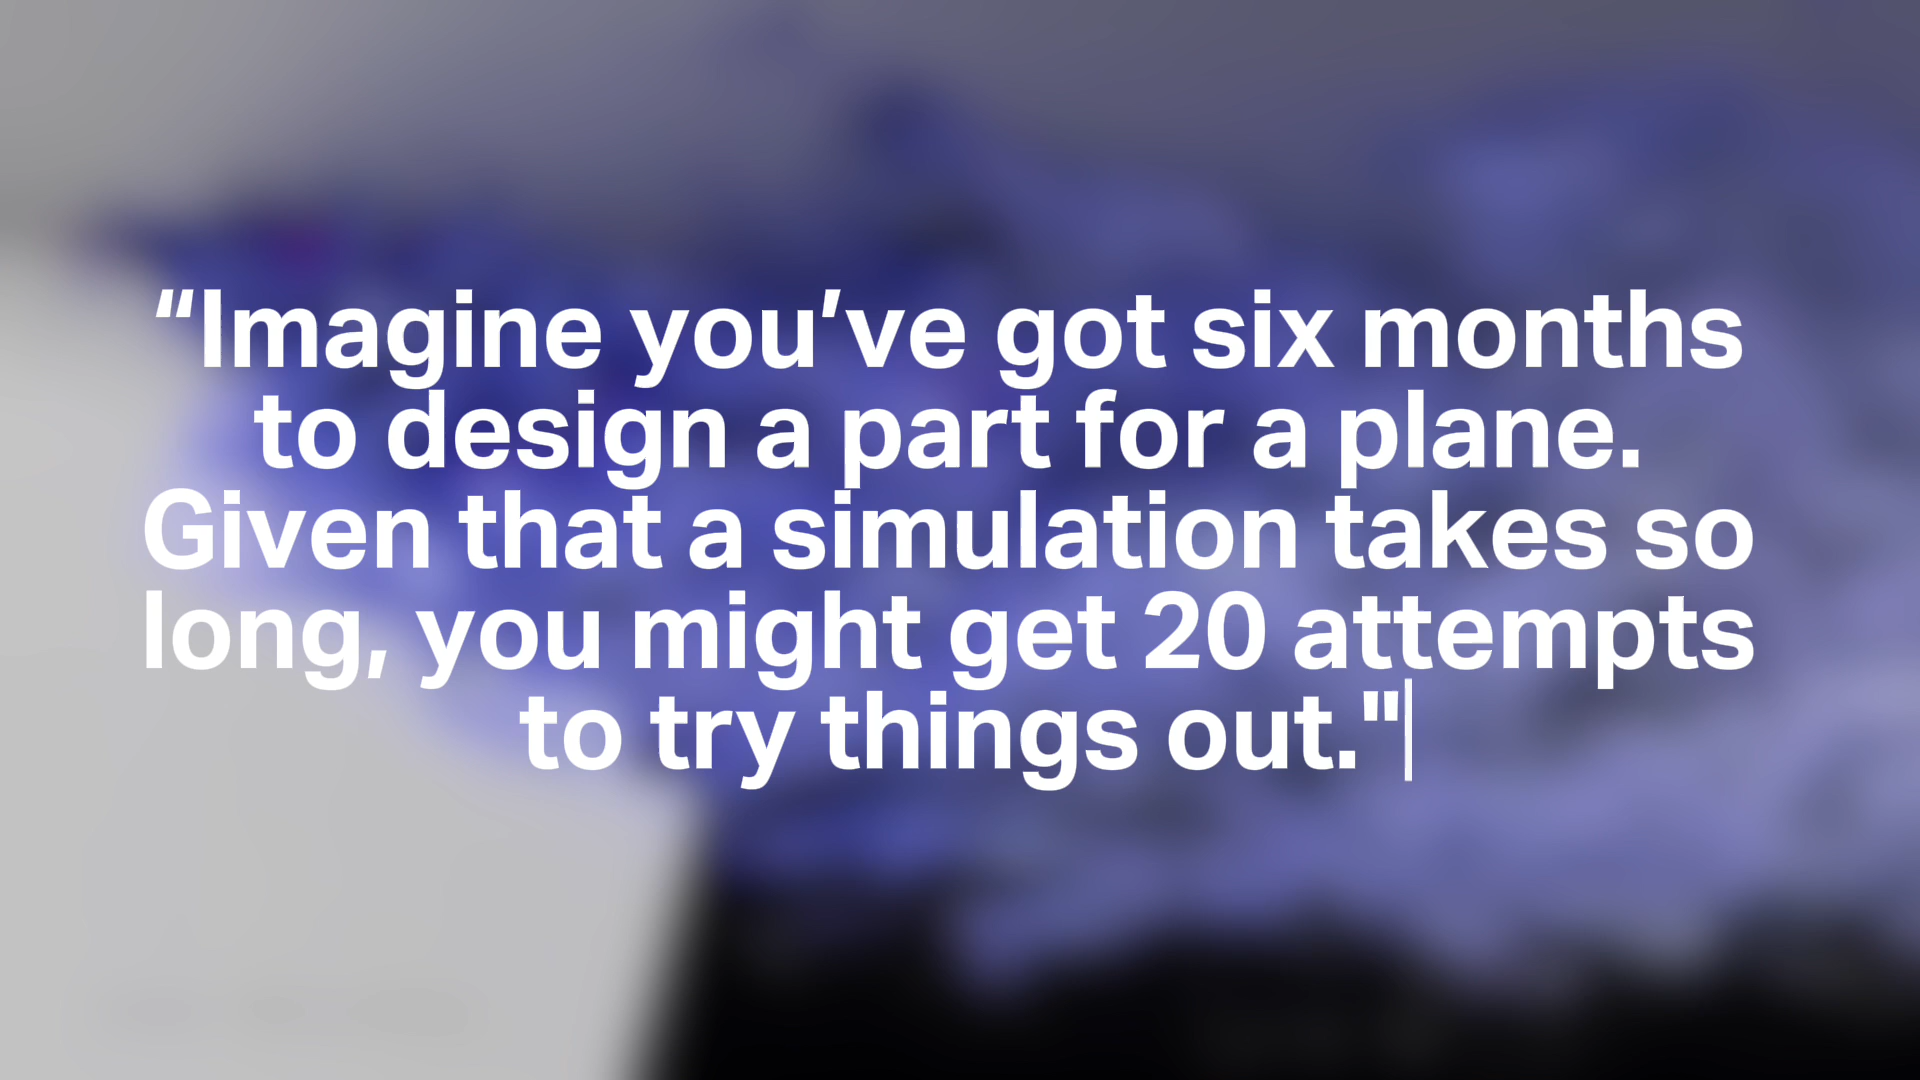 “Imagine you’ve got six months
to design a part for a plane.
Given that a simulation takes so
long, you might get 20 attempts
to try things out."